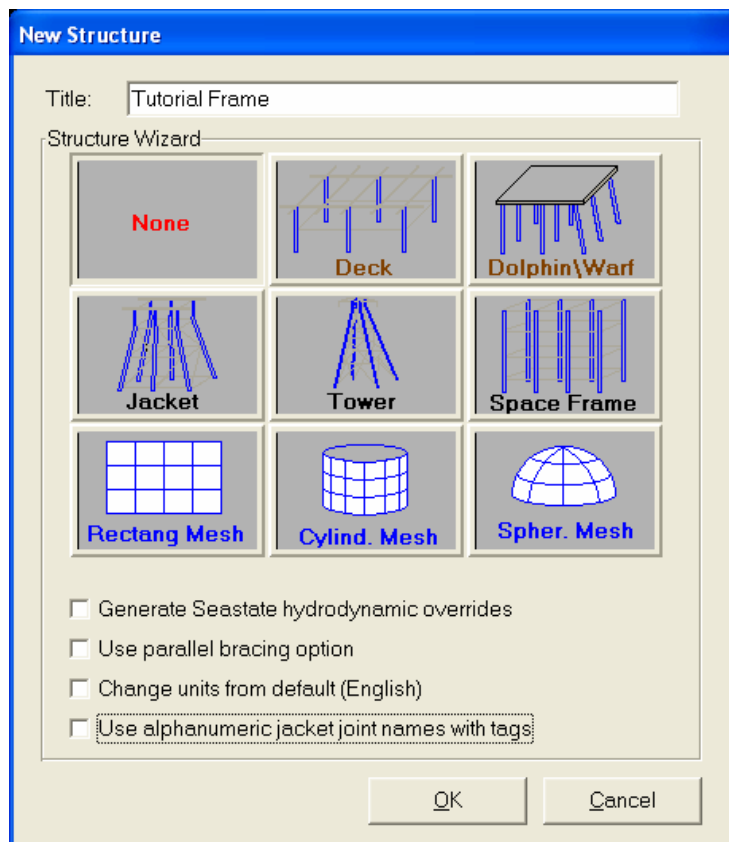 New Structure
Title: Tutorial Frame
Structure Wizard
None Deck Dolphin\Warf
Jacket Tower Space Frame
Rectang Mesh Cylind. Mesh Spher. Mesh
Generate Seastate hydrodynamic overrides
Use parallel bracing option
Change units from default (English)
Use alphanumeric jacket joint names with tags
OK Cancel